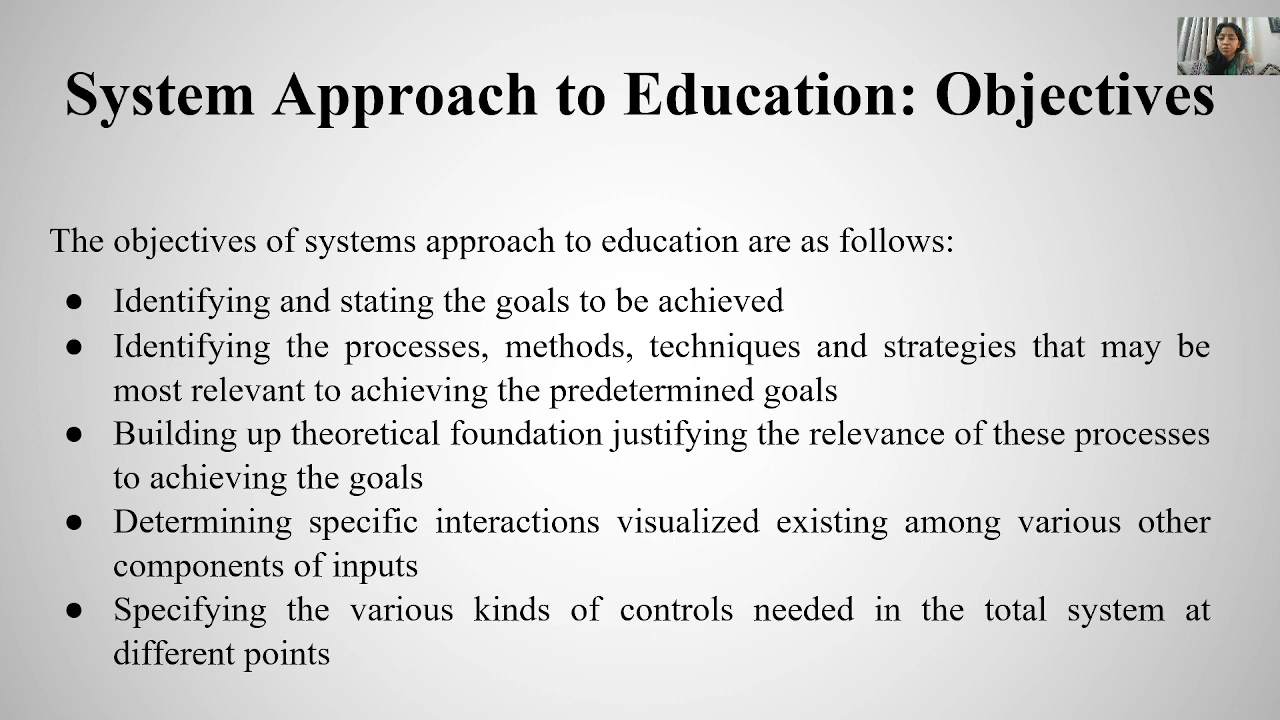 System Approach to Education: Objectives
The objectives of systems approach to education are as follows:
● Identifying and stating the goals to be achieved
● Identifying the processes, methods, techniques and strategies that may be
most relevant to achieving the predetermined goals
● Building up theoretical foundation justifying the relevance of these processes
to achieving the goals
● Determining specific interactions visualized existing among various other
components of inputs
● Specifying the various kinds of controls needed in the total system at
different points